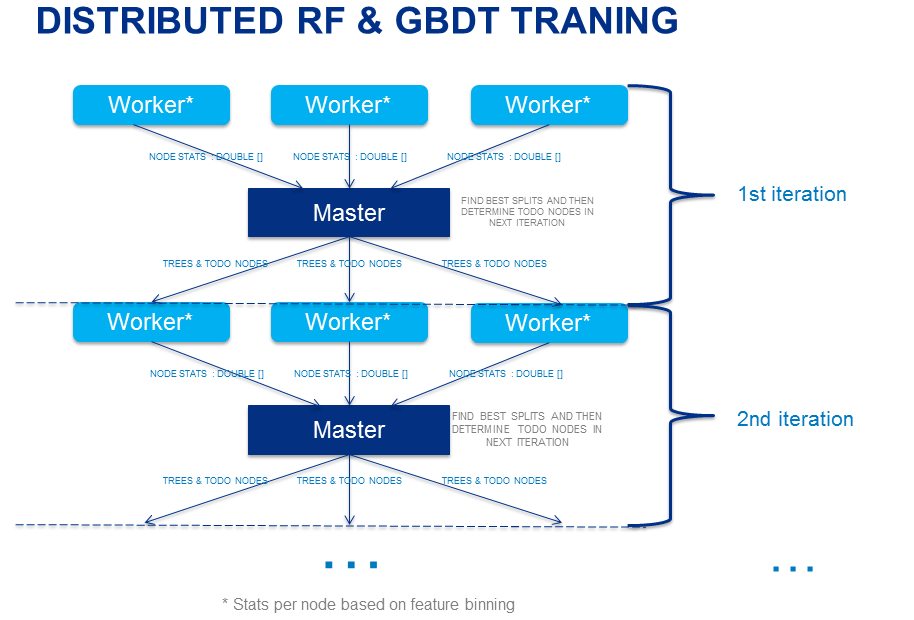 DISTRIBUTED RF & GBDT TRANING
Worker* Worker* Worker*
NODE STATS : DOUBLE [] NODE STATS : DOUBLE [] NODE STATS : DOUBLE []
Master
FIND BEST SPLITS AND THEN
DETERMINE TODO NODES IN
NEXT ITERATION
1st iteration
TREES & TODO NODES TREES & TODO NODES TREES & TODO NODES
Worker* Worker* Worker*
NODE STATS : DOUBLE [] NODE STATS : DOUBLE [] NODE STATS : DOUBLE []
Master
FIND BEST SPLITS AND THEN
DETERMINE TODO NODES IN
NEXT ITERATION
2nd iteration
TREES & TODO NODES TREES & TODO NODES TREES & TODO NODES
... ...
* Stats per node based on feature binning